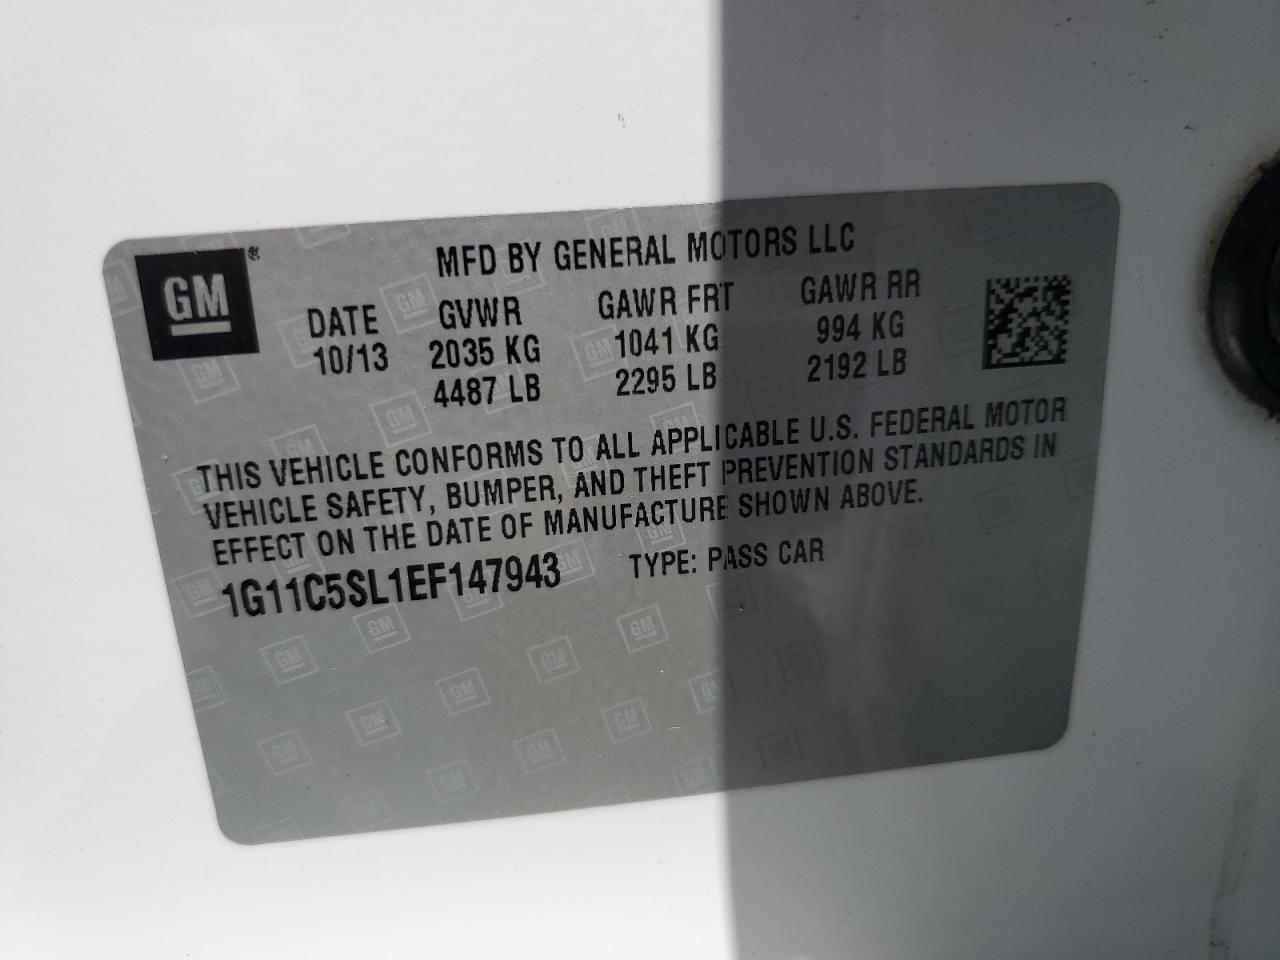 GM®
MFD BY GENERAL MOTORS LLC
DATE GVWR GAWR FRT GAWR RR
10/13 2035 KG 1041 KG 994 KG
4487 LB 2295 LB 2192 LB
THIS VEHICLE CONFORMS TO ALL APPLICABLE U.S. FEDERAL MOTOR
VEHICLE SAFETY, BUMPER, AND THEFT PREVENTION STANDARDS IN
EFFECT ON THE DATE OF MANUFACTURE SHOWN ABOVE.
1G11C5SL1EF147943 TYPE: PASS CAR